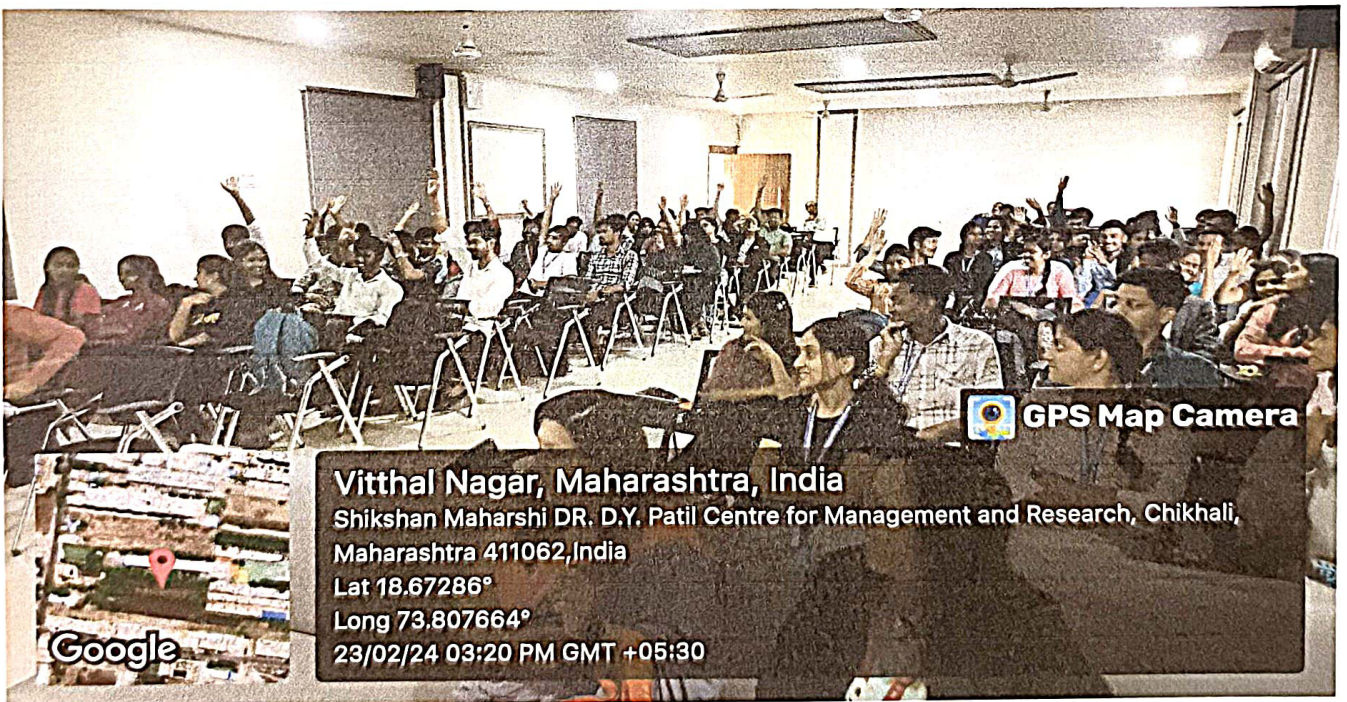 GPS Map Camera
Vitthal Nagar, Maharashtra, India
Shikshan Maharshi DR. D.Y. Patil Centre for Management and Research, Chikhali,
Maharashtra 411062,India
Lat 18.67286°
Long 73.807664°
23/02/24 03:20 PM GMT +05:30
Google